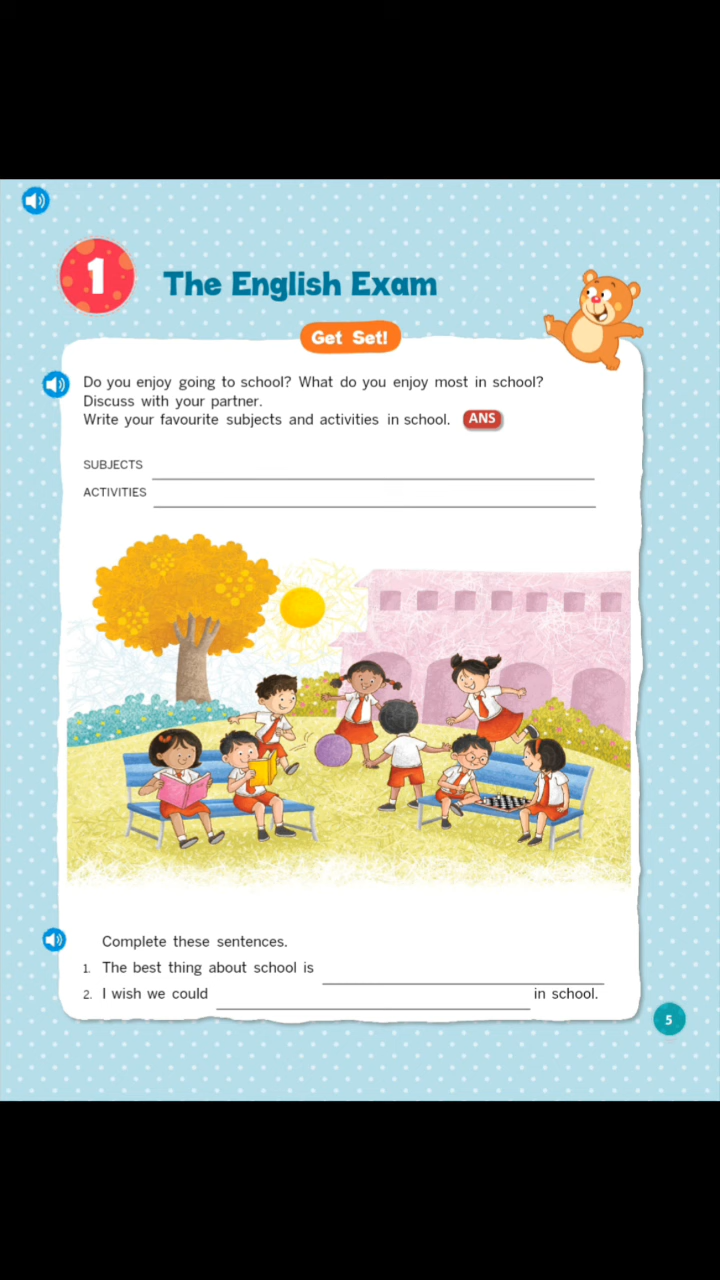 1
The English Exam
Get Set!
Do you enjoy going to school? What do you enjoy most in school?
Discuss with your partner.
Write your favourite subjects and activities in school. ANS
SUBJECTS
ACTIVITIES
Complete these sentences.
1. The best thing about school is
2. I wish we could in school.
5